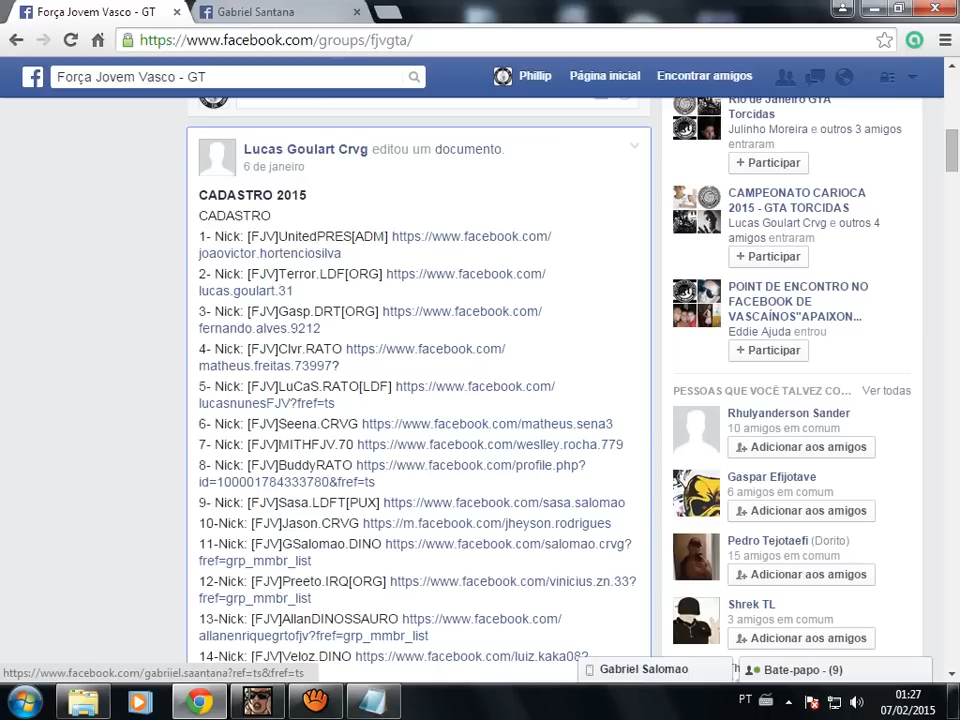 Força Jovem Vasco - GT
Gabriel Santana
https://www.facebook.com/groups/fjvgta/
Força Jovem Vasco - GT
Phillip
Página inicial
Encontrar amigos
Lucas Goulart Crvg editou um documento.
6 de janeiro
CADASTRO 2015
CADASTRO
1- Nick: [FJV]UnitedPRES[ADM] https://www.facebook.com/
joaovictor.hortenciosilva
2- Nick: [FJV]Terror.LDF[ORG] https://www.facebook.com/
lucas.goulart.31
3- Nick: [FJV]Gasp.DRT[ORG] https://www.facebook.com/
fernando.alves.9212
4- Nick: [FJV]Clvr.RATO https://www.facebook.com/
matheus.freitas.73997?
5- Nick: [FJV]LuCaS.RATO[LDF] https://www.facebook.com/
lucasnunesFJV?fref=ts
6- Nick: [FJV]Seena.CRVG https://www.facebook.com/matheus.sena3
7- Nick: [FJV]MITHFJV.70 https://www.facebook.com/weslley.rocha.779
8- Nick: [FJV]BuddyRATO https://www.facebook.com/profile.php?
id=100001784333780&fref=ts
9- Nick: [FJV]Sasa.LDFT[PUX] https://www.facebook.com/sasa.salomao
10-Nick: [FJV]Jason.CRVG https://m.facebook.com/jheyson.rodrigues
11-Nick: [FJV]GSalomao.DINO https://www.facebook.com/salomao.crvg?
fref=grp_mmbr_list
12-Nick: [FJV]Preeto.IRQ[ORG] https://www.facebook.com/vinicius.zn.33?
fref=grp_mmbr_list
13-Nick: [FJV]AllanDINOSSAURO https://www.facebook.com/
allanenriquegrtofjv?fref=grp_mmbr_list
14-Nick: [FJV]Veloz.DINO https://www.facebook.com/luiz.kaka08?
Rio de Janeiro GTA
Torcidas
Julinho Moreira e outros 3 amigos
entraram
+ Participar
CAMPEONATO CARIOCA
2015 - GTA TORCIDAS
Lucas Goulart Crvg e outros 4
amigos entraram
+ Participar
POINT DE ENCONTRO NO
FACEBOOK DE
VASCAÍNOS"APAIXON...
Eddie Ajuda entrou
+ Participar
PESSOAS QUE VOCÊ TALVEZ CO... Ver todas
Rhulyanderson Sander
10 amigos em comum
Adicionar aos amigos
Gaspar Efijotave
6 amigos em comum
Adicionar aos amigos
Pedro Tejotaefi (Dorito)
15 amigos em comum
Adicionar aos amigos
Shrek TL
3 amigos em comum
Adicionar aos amigos
https://www.facebook.com/gabriiel.saantana?ref=ts&fref=ts
Gabriel Salomao
Bate-papo - (9)
PT
01:27
07/02/2015